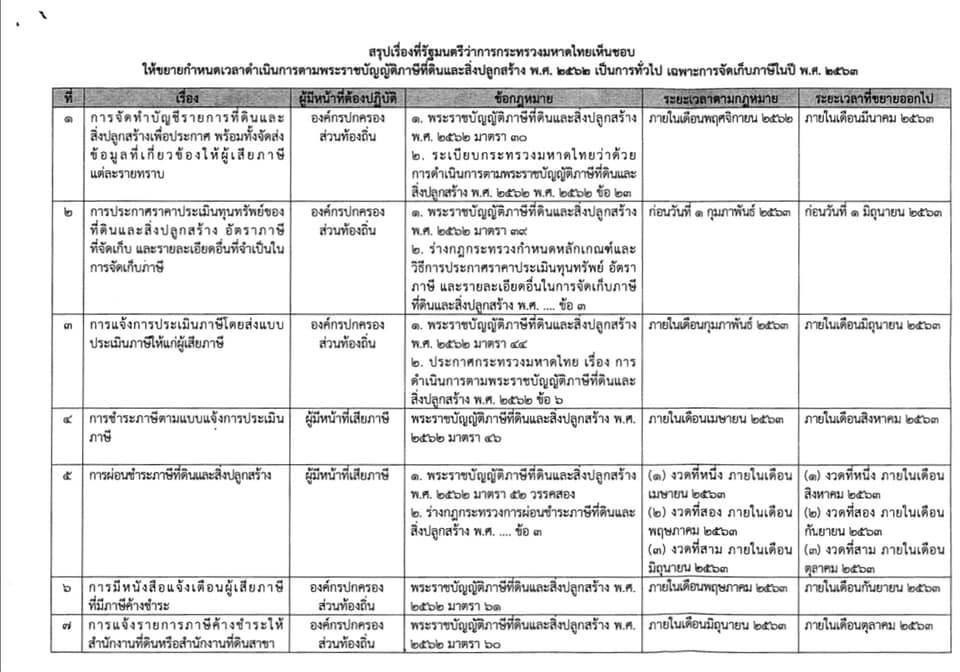 สรุปเรื่องที่รัฐมนตรีว่าการกระทรวงมหาดไทยเห็นชอบ
ให้ขยายกำหนดเวลาดำเนินการตามพระราชบัญญัติภาษีที่ดินและสิ่งปลูกสร้าง พ.ศ. ๒๕๖๒ เป็นการทั่วไป เฉพาะการจัดเก็บภาษีในปี พ.ศ. ๒๕๖๓
ที่ เรื่อง ผู้มีหน้าที่ต้องปฏิบัติ ข้อกฎหมาย ระยะเวลาตามกฎหมาย ระยะเวลาที่ขยายออกไป
๑ การจัดทำบัญชีรายการที่ดินและ องค์กรปกครอง ๑. พระราชบัญญัติภาษีที่ดินและสิ่งปลูกสร้าง ภายในเดือนพฤศจิกายน ๒๕๖๒ ภายในเดือนมีนาคม ๒๕๖๓
สิ่งปลูกสร้างเพื่อประกาศ พร้อมทั้งจัดส่ง ส่วนท้องถิ่น พ.ศ. ๒๕๖๒ มาตรา ๓๐
ข้อมูลที่เกี่ยวข้องให้ผู้เสียภาษี ๒. ระเบียบกระทรวงมหาดไทยว่าด้วย
แต่ละรายทราบ การดำเนินการตามพระราชบัญญัติภาษีที่ดินและ
สิ่งปลูกสร้าง พ.ศ. ๒๕๖๒ พ.ศ. ๒๕๖๒ ข้อ ๒๓
๒ การประกาศราคาประเมินทุนทรัพย์ของ องค์กรปกครอง ๑. พระราชบัญญัติภาษีที่ดินและสิ่งปลูกสร้าง ก่อนวันที่ ๑ กุมภาพันธ์ ๒๕๖๓ ก่อนวันที่ ๑ มิถุนายน ๒๕๖๓
ที่ดินและสิ่งปลูกสร้าง อัตราภาษี ส่วนท้องถิ่น พ.ศ. ๒๕๖๒ มาตรา ๓๙
ที่จัดเก็บ และรายละเอียดอื่นที่จำเป็นใน ๒. ร่างกฎกระทรวงกำหนดหลักเกณฑ์และ
การจัดเก็บภาษี วิธีการประกาศราคาประเมินทุนทรัพย์ อัตรา
ภาษี และรายละเอียดอื่นในการจัดเก็บภาษี
ที่ดินและสิ่งปลูกสร้าง พ.ศ. .... ข้อ ๓
๓ การแจ้งการประเมินภาษีโดยส่งแบบ องค์กรปกครอง ๑. พระราชบัญญัติภาษีที่ดินและสิ่งปลูกสร้าง ภายในเดือนกุมภาพันธ์ ๒๕๖๓ ภายในเดือนมิถุนายน ๒๕๖๓
ประเมินภาษีให้แก่ผู้เสียภาษี ส่วนท้องถิ่น พ.ศ. ๒๕๖๒ มาตรา ๔๔
๒. ประกาศกระทรวงมหาดไทย เรื่อง การ
ดำเนินการตามพระราชบัญญัติภาษีที่ดินและ
สิ่งปลูกสร้าง พ.ศ. ๒๕๖๒ ข้อ ๖
๔ การชำระภาษีตามแบบแจ้งการประเมิน ผู้มีหน้าที่เสียภาษี พระราชบัญญัติภาษีที่ดินและสิ่งปลูกสร้าง พ.ศ. ภายในเดือนเมษายน ๒๕๖๓ ภายในเดือนสิงหาคม ๒๕๖๓
ภาษี ๒๕๖๒ มาตรา ๔๖
๕ การผ่อนชำระภาษีที่ดินและสิ่งปลูกสร้าง ผู้มีหน้าที่เสียภาษี ๑. พระราชบัญญัติภาษีที่ดินและสิ่งปลูกสร้าง (๑) งวดที่หนึ่ง ภายในเดือน (๑) งวดที่หนึ่ง ภายในเดือน
พ.ศ. ๒๕๖๒ มาตรา ๕๒ วรรคสอง เมษายน ๒๕๖๓ สิงหาคม ๒๕๖๓
๒. ร่างกฎกระทรวงการผ่อนชำระภาษีที่ดินและ (๒) งวดที่สอง ภายในเดือน (๒) งวดที่สอง ภายในเดือน
สิ่งปลูกสร้าง พ.ศ. .... ข้อ ๓ พฤษภาคม ๒๕๖๓ กันยายน ๒๕๖๓
(๓) งวดที่สาม ภายในเดือน (๓) งวดที่สาม ภายในเดือน
มิถุนายน ๒๕๖๓ ตุลาคม ๒๕๖๓
๖ การมีหนังสือแจ้งเตือนผู้เสียภาษี องค์กรปกครอง พระราชบัญญัติภาษีที่ดินและสิ่งปลูกสร้าง พ.ศ. ภายในเดือนพฤษภาคม ๒๕๖๓ ภายในเดือนกันยายน ๒๕๖๓
ที่มีภาษีค้างชำระ ส่วนท้องถิ่น ๒๕๖๒ มาตรา ๖๑
๗ การแจ้งรายการภาษีค้างชำระให้ องค์กรปกครอง พระราชบัญญัติภาษีที่ดินและสิ่งปลูกสร้าง พ.ศ. ภายในเดือนมิถุนายน ๒๕๖๓ ภายในเดือนตุลาคม ๒๕๖๓
สำนักงานที่ดินหรือสำนักงานที่ดินสาขา ส่วนท้องถิ่น ๒๕๖๒ มาตรา ๖๐